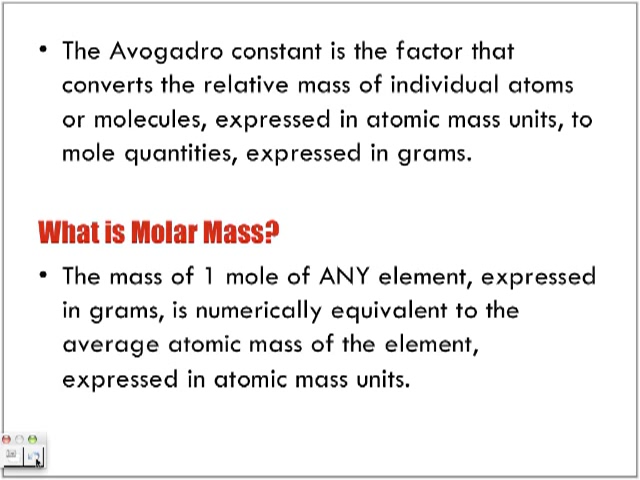 • The Avogadro constant is the factor that
converts the relative mass of individual atoms
or molecules, expressed in atomic mass units, to
mole quantities, expressed in grams.
What is Molar Mass?
• The mass of 1 mole of ANY element, expressed
in grams, is numerically equivalent to the
average atomic mass of the element,
expressed in atomic mass units.